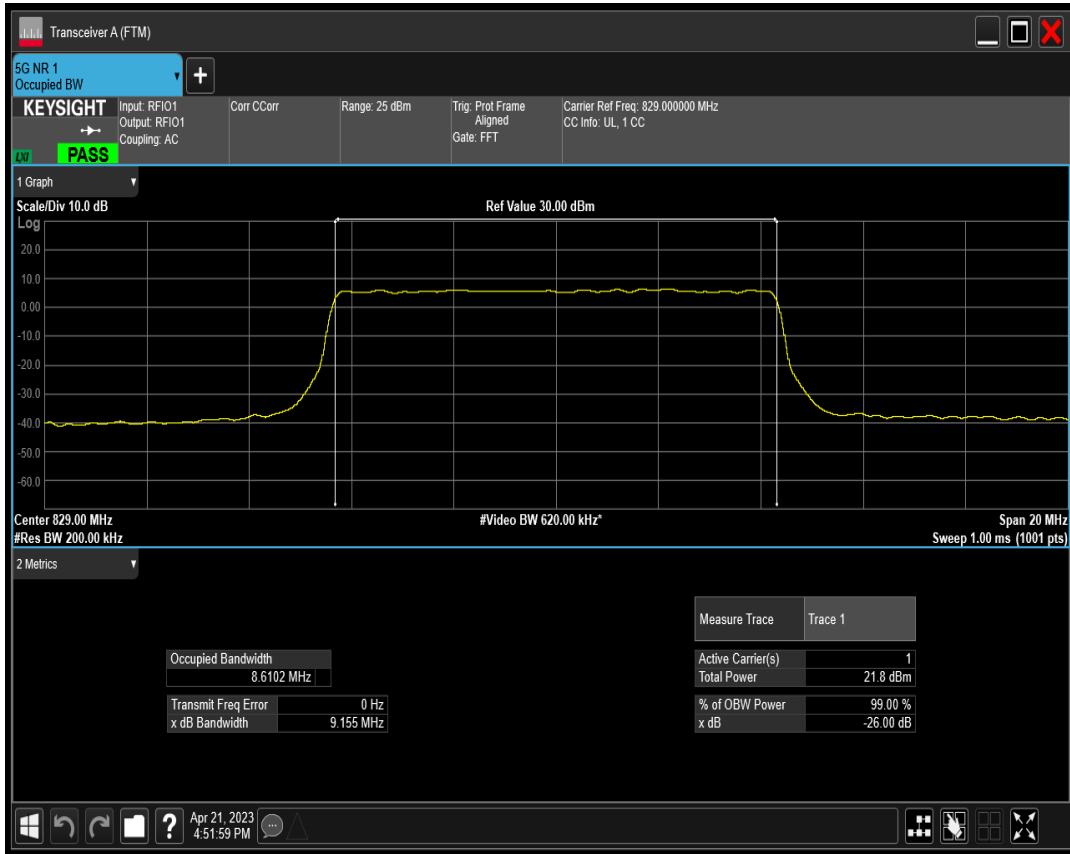 Transceiver A (FTM)
5G NR 1
Occupied BW
+
KEYSIGHT
Input: RFIO1
Output: RFIO1
Coupling: AC
LXI
PASS
Corr CCorr
Range: 25 dBm
Trig: Prot Frame
Aligned
Gate: FFT
Carrier Ref Freq: 829.000000 MHz
CC Info: UL, 1 CC
1 Graph
Scale/Div 10.0 dB
Ref Value 30.00 dBm
Log
20.0
10.0
0.00
-10.0
-20.0
-30.0
-40.0
-50.0
-60.0
Center 829.00 MHz
#Video BW 620.00 kHz*
Span 20 MHz
#Res BW 200.00 kHz
Sweep 1.00 ms (1001 pts)
2 Metrics
Measure Trace Trace 1
Occupied Bandwidth
8.6102 MHz
Active Carrier(s) 1
Total Power 21.8 dBm
Transmit Freq Error 0 Hz
x dB Bandwidth 9.155 MHz
% of OBW Power 99.00 %
x dB -26.00 dB
?
Apr 21, 2023
4:51:59 PM